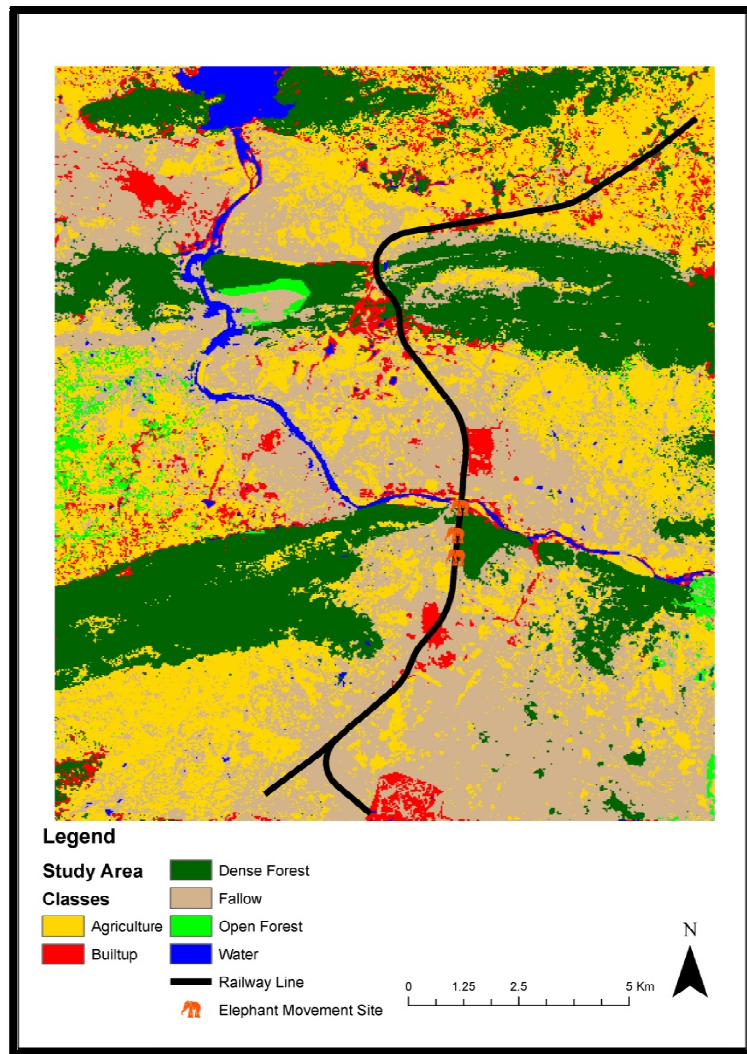 Legend
Study Area
Classes
Agriculture
Builtup
Dense Forest
Fallow
Open Forest
Water
Railway Line
Elephant Movement Site
0 1.25 2.5 5 Km
N